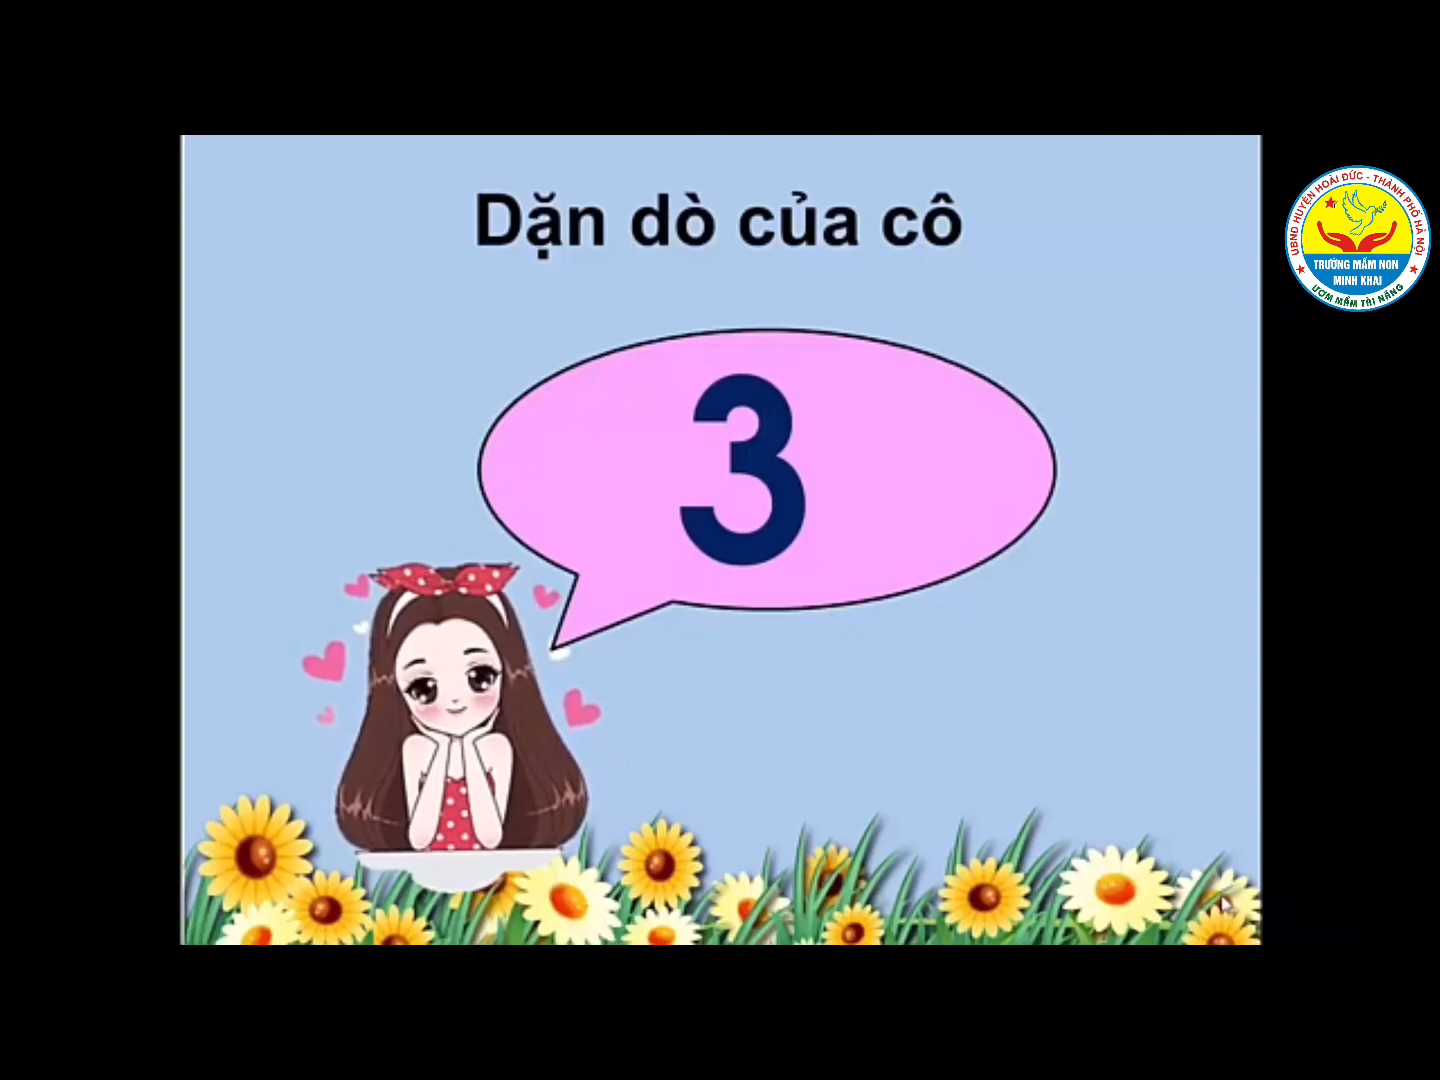 Dặn dò của cô
3
UBND HUYỆN HOÀI ĐỨC - THÀNH PHỐ HÀ NỘI
TRƯỜNG MẦM NON
MINH KHAI
ƯƠM MẦM TÀI NĂNG